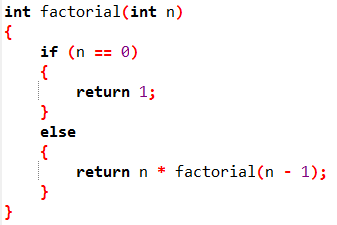 int factorial(int n)
{
    if (n == 0)
    {
        return 1;
    }
    else
    {
        return n * factorial(n - 1);
    }
}